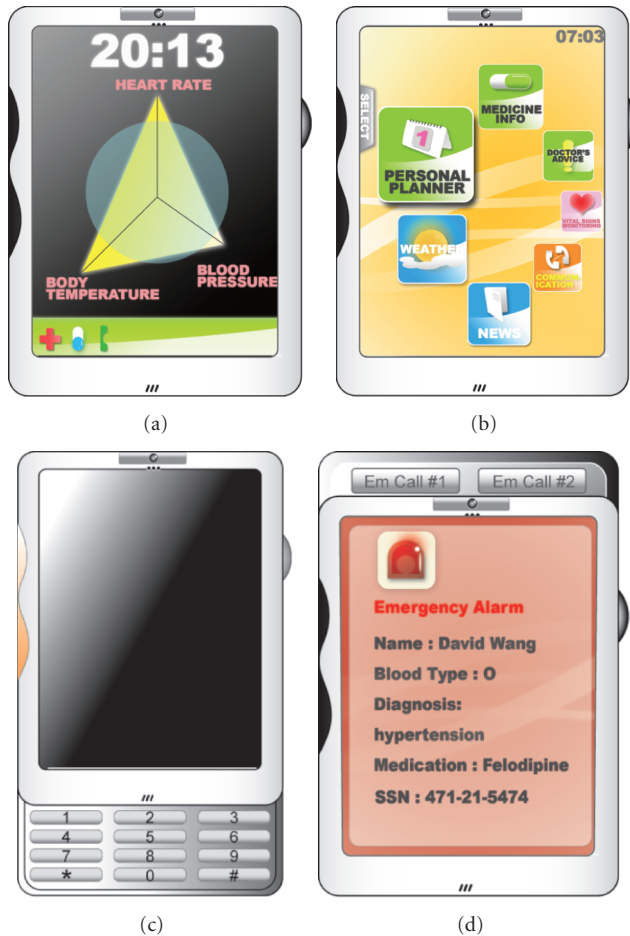 20:13
HEART RATE
BODY
TEMPERATURE
BLOOD
PRESSURE
(a)
07:03
SELECT
MEDICINE
INFO
1
PERSONAL
PLANNER
DOCTOR'S
ADVICE
VITAL SIGNS
MONITORING
WEATHER
COMMUN-
ICATION
NEWS
(b)
1 2 3
4 5 6
7 8 9
* 0 #
(c)
Em Call #1 Em Call #2
Emergency Alarm
Name : David Wang
Blood Type : O
Diagnosis:
hypertension
Medication : Felodipine
SSN : 471-21-5474
(d)